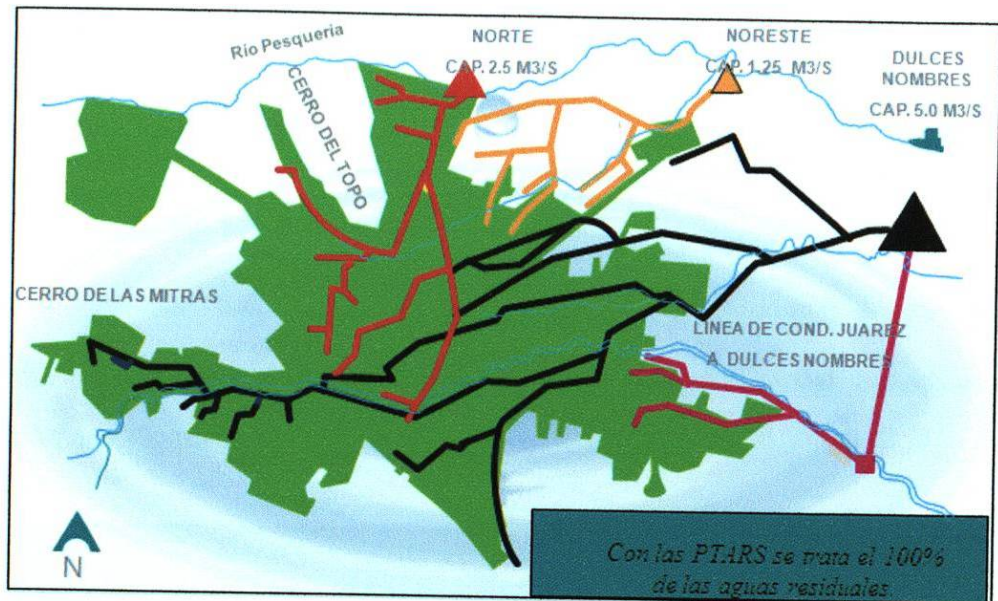 Río Pesquería
NORTE
CAP. 2.5 M3/S
NORESTE
CAP. 1.25 M3/S
DULCES
NOMBRES
CAP. 5.0 M3/S
CERRO DEL TOPO
CERRO DE LAS MITRAS
LINEA DE COND. JUAREZ
A DULCES NOMBRES
N
Con las PTARS se trata el 100%
de las aguas residuales.